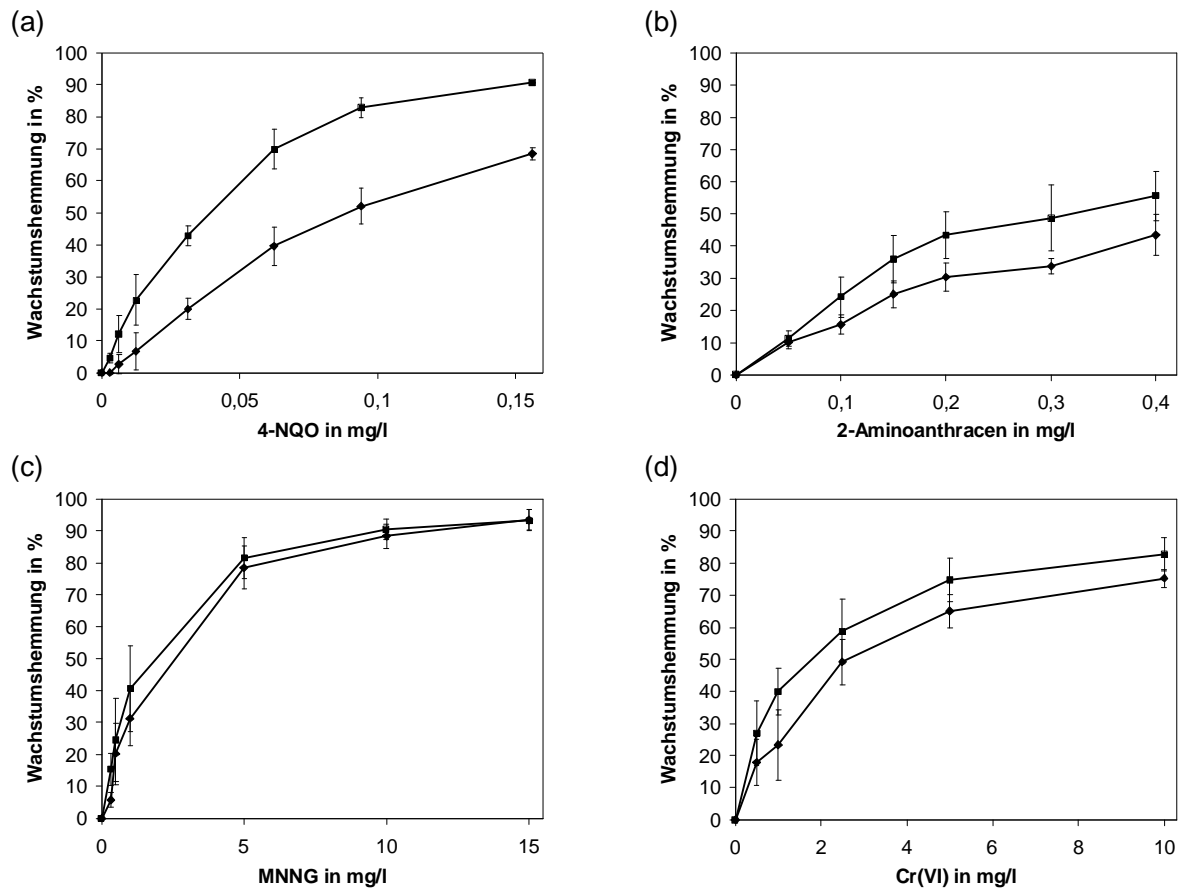 (a)
Wachstumshemmung in %
100
90
80
70
60
50
40
30
20
10
0
0 0,05 0,1 0,15
4-NQO in mg/l
(b)
Wachstumshemmung in %
100
90
80
70
60
50
40
30
20
10
0
0 0,1 0,2 0,3 0,4
2-Aminoanthracen in mg/l
(c)
Wachstumshemmung in %
100
90
80
70
60
50
40
30
20
10
0
0 5 10 15
MNNG in mg/l
(d)
Wachstumshemmung in %
100
90
80
70
60
50
40
30
20
10
0
0 2 4 6 8 10
Cr(VI) in mg/l